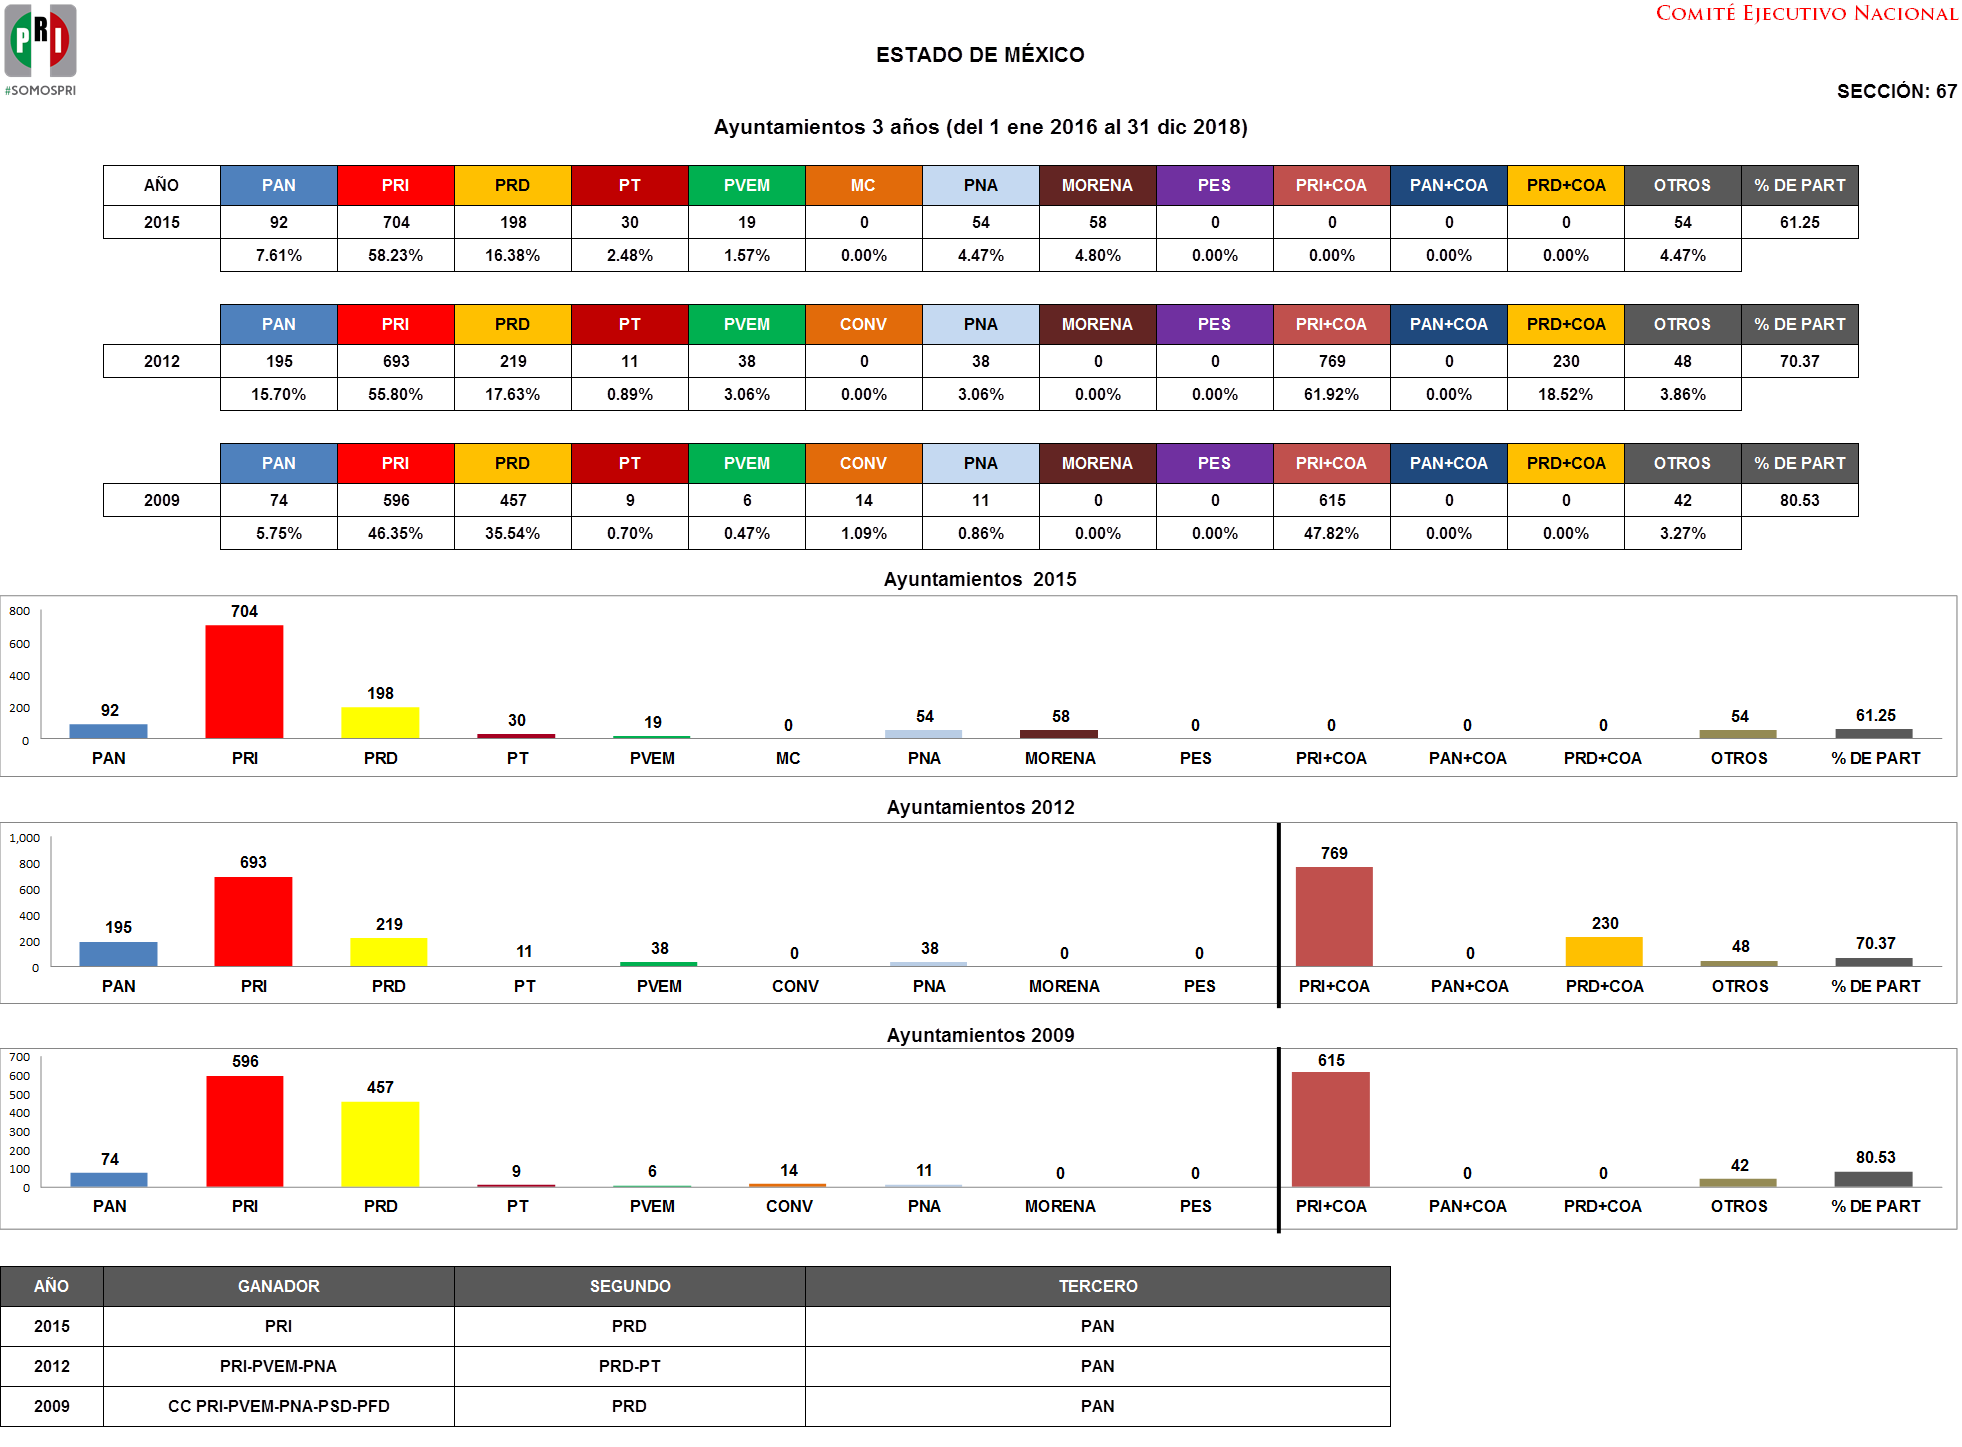 PRI
#SOMOSPRI
COMITÉ EJECUTIVO NACIONAL
ESTADO DE MÉXICO
SECCIÓN: 67
Ayuntamientos 3 años (del 1 ene 2016 al 31 dic 2018)
AÑO PAN PRI PRD PT PVEM MC PNA MORENA PES PRI+COA PAN+COA PRD+COA OTROS % DE PART
2015 92 704 198 30 19 0 54 58 0 0 0 0 54 61.25
7.61% 58.23% 16.38% 2.48% 1.57% 0.00% 4.47% 4.80% 0.00% 0.00% 0.00% 0.00% 4.47%
PAN PRI PRD PT PVEM CONV PNA MORENA PES PRI+COA PAN+COA PRD+COA OTROS % DE PART
2012 195 693 219 11 38 0 38 0 0 769 0 230 48 70.37
15.70% 55.80% 17.63% 0.89% 3.06% 0.00% 3.06% 0.00% 0.00% 61.92% 0.00% 18.52% 3.86%
PAN PRI PRD PT PVEM CONV PNA MORENA PES PRI+COA PAN+COA PRD+COA OTROS % DE PART
2009 74 596 457 9 6 14 11 0 0 615 0 0 42 80.53
5.75% 46.35% 35.54% 0.70% 0.47% 1.09% 0.86% 0.00% 0.00% 47.82% 0.00% 0.00% 3.27%
Ayuntamientos 2015
800
600
400
200
0
92 704 198 30 19 0 54 58 0 0 0 0 54 61.25
PAN PRI PRD PT PVEM MC PNA MORENA PES PRI+COA PAN+COA PRD+COA OTROS % DE PART
Ayuntamientos 2012
1,000
800
600
400
200
0
195 693 219 11 38 0 38 0 0 769 0 230 48 70.37
PAN PRI PRD PT PVEM CONV PNA MORENA PES PRI+COA PAN+COA PRD+COA OTROS % DE PART
Ayuntamientos 2009
700
600
500
400
300
200
100
0
74 596 457 9 6 14 11 0 0 615 0 0 42 80.53
PAN PRI PRD PT PVEM CONV PNA MORENA PES PRI+COA PAN+COA PRD+COA OTROS % DE PART
AÑO GANADOR SEGUNDO TERCERO
2015 PRI PRD PAN
2012 PRI-PVEM-PNA PRD-PT PAN
2009 CC PRI-PVEM-PNA-PSD-PFD PRD PAN